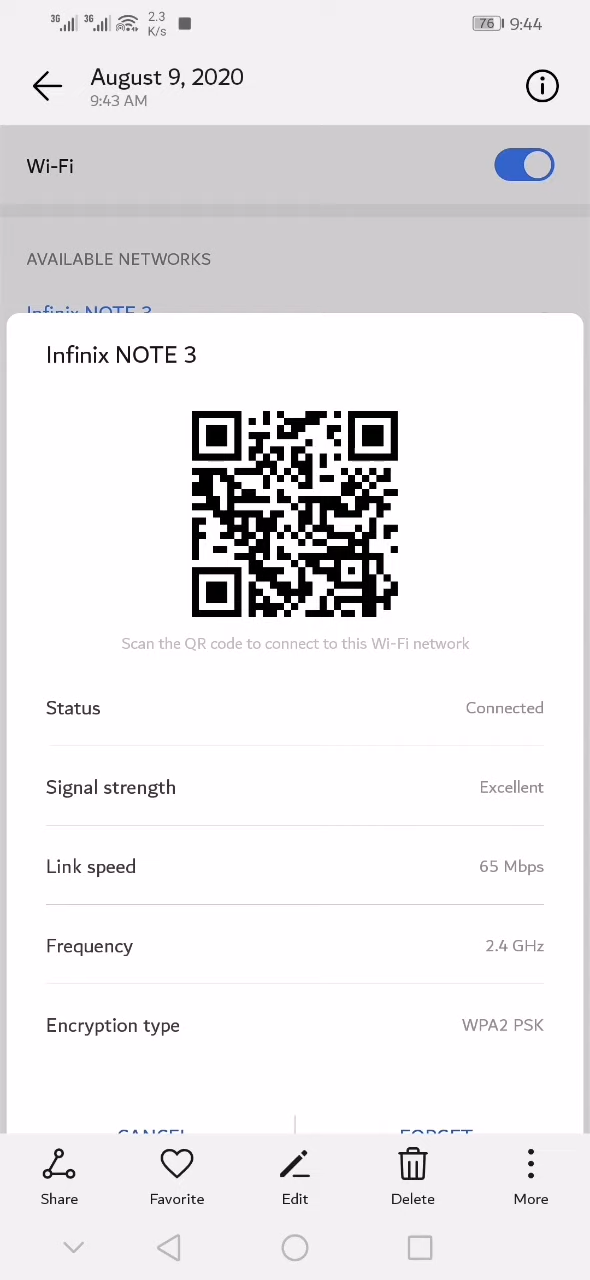 3G 3G 2.3 K/s 76 9:44
August 9, 2020
9:43 AM
Wi-Fi
AVAILABLE NETWORKS
Infinix NOTE 3
Infinix NOTE 3
Scan the QR code to connect to this Wi-Fi network
Status Connected
Signal strength Excellent
Link speed 65 Mbps
Frequency 2.4 GHz
Encryption type WPA2 PSK
CANCEL FORGET
Share Favorite Edit Delete More